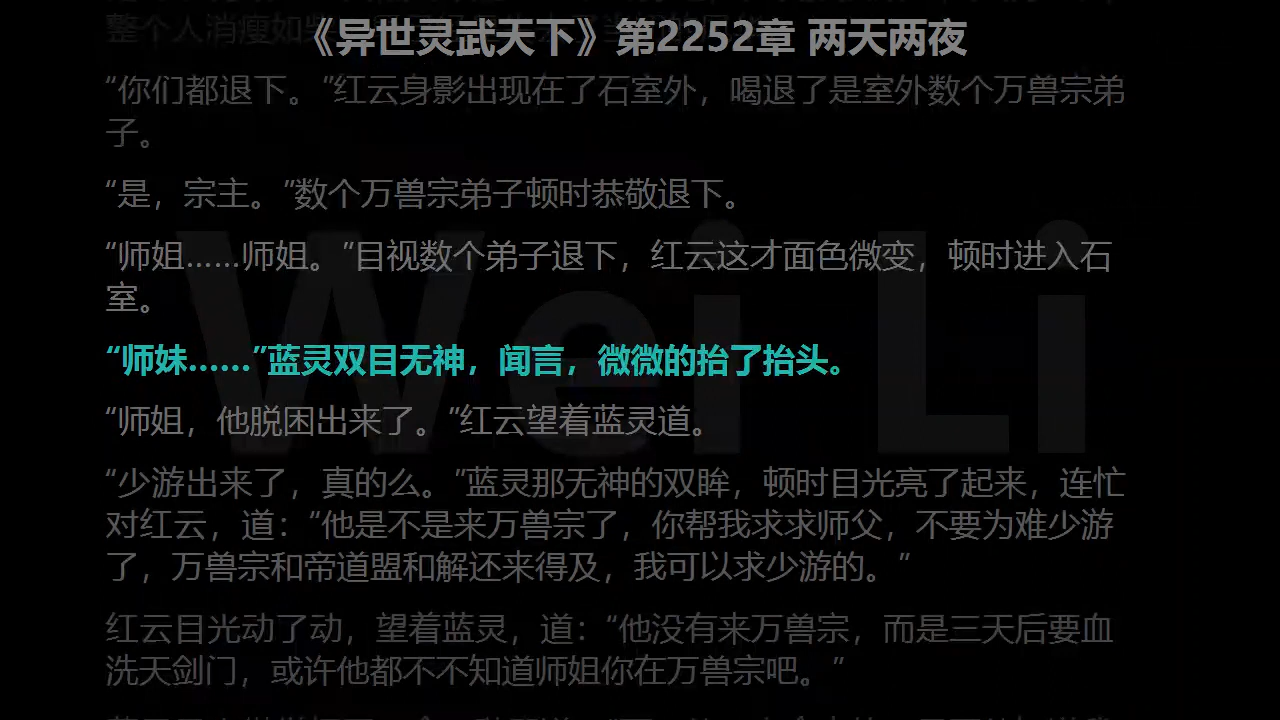 《异世灵武天下》第2252章 两天两夜
整个人消瘦如
“你们都退下。”红云身影出现在了石室外，喝退了是室外数个万兽宗弟
子。
“是，宗主。”数个万兽宗弟子顿时恭敬退下。
“师姐……师姐。”目视数个弟子退下，红云这才面色微变，顿时进入石
室。
“师妹……”蓝灵双目无神，闻言，微微的抬了抬头。
“师姐，他脱困出来了。”红云望着蓝灵道。
“少游出来了，真的么。”蓝灵那无神的双眸，顿时目光亮了起来，连忙
对红云，道：“他是不是来万兽宗了，你帮我求求师父，不要为难少游
了，万兽宗和帝道盟和解还来得及，我可以求少游的。”
红云目光动了动，望着蓝灵，道：“他没有来万兽宗，而是三天后要血
洗天剑门，或许他都不不知道师姐你在万兽宗吧。”
Wei Li